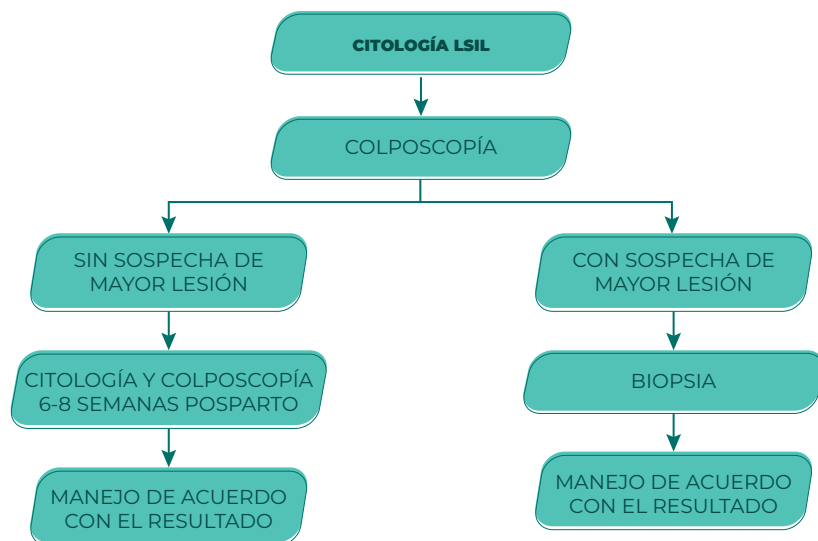 CITOLOGÍA LSIL
COLPOSCOPÍA
SIN SOSPECHA DE
MAYOR LESIÓN
CON SOSPECHA DE
MAYOR LESIÓN
CITOLOGÍA Y COLPOSCOPÍA
6-8 SEMANAS POSPARTO
BIOPSIA
MANEJO DE ACUERDO
CON EL RESULTADO
MANEJO DE ACUERDO
CON EL RESULTADO